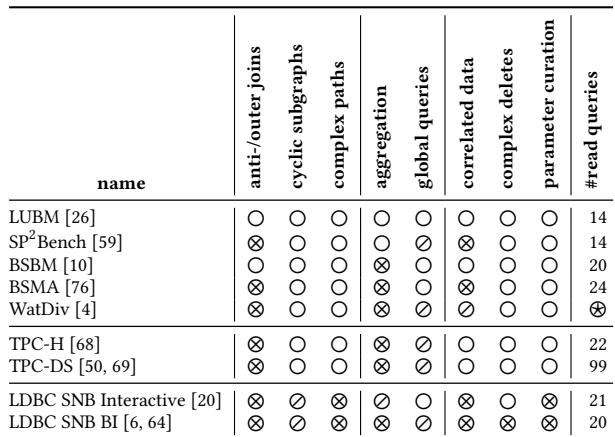 name anti-/outer joins cyclic subgraphs complex paths aggregation global queries correlated data complex deletes parameter curation #read queries
LUBM [26] ○ ○ ○ ○ ○ ○ ○ ○ 14
SP²Bench [59] ⊗ ○ ○ ○ ⊘ ⊗ ○ ○ 14
BSBM [10] ○ ○ ○ ⊗ ○ ○ ○ ○ 20
BSMA [76] ⊗ ○ ○ ⊗ ○ ⊗ ○ ○ 24
WatDiv [4] ⊗ ○ ○ ⊗ ⊘ ⊘ ○ ○ ⊛
TPC-H [68] ⊗ ○ ○ ⊗ ⊘ ○ ○ ○ 22
TPC-DS [50, 69] ⊗ ○ ○ ⊗ ⊘ ○ ○ ○ 99
LDBC SNB Interactive [20] ⊗ ⊘ ⊗ ⊘ ○ ⊗ ○ ⊗ 21
LDBC SNB BI [6, 64] ⊗ ⊘ ⊗ ⊗ ⊘ ⊗ ⊗ ⊗ 20